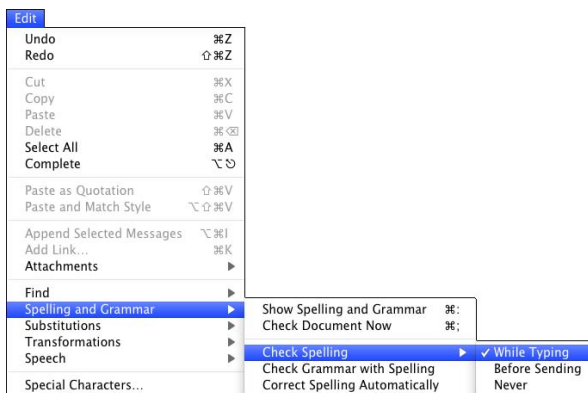 Edit
Undo ⌘Z
Redo ⇧⌘Z
Cut ⌘X
Copy ⌘C
Paste ⌘V
Delete ⌘⌫
Select All ⌘A
Complete ⌥⎋
Paste as Quotation ⇧⌘V
Paste and Match Style ⌥⇧⌘V
Append Selected Messages ⌥⌘I
Add Link... ⌘K
Attachments ▶
Find ▶
Spelling and Grammar ▶
Substitutions ▶
Transformations ▶
Speech ▶
Special Characters...
Show Spelling and Grammar ⌘:
Check Document Now ⌘;
Check Spelling ▶
Check Grammar with Spelling
Correct Spelling Automatically
✓ While Typing
Before Sending
Never